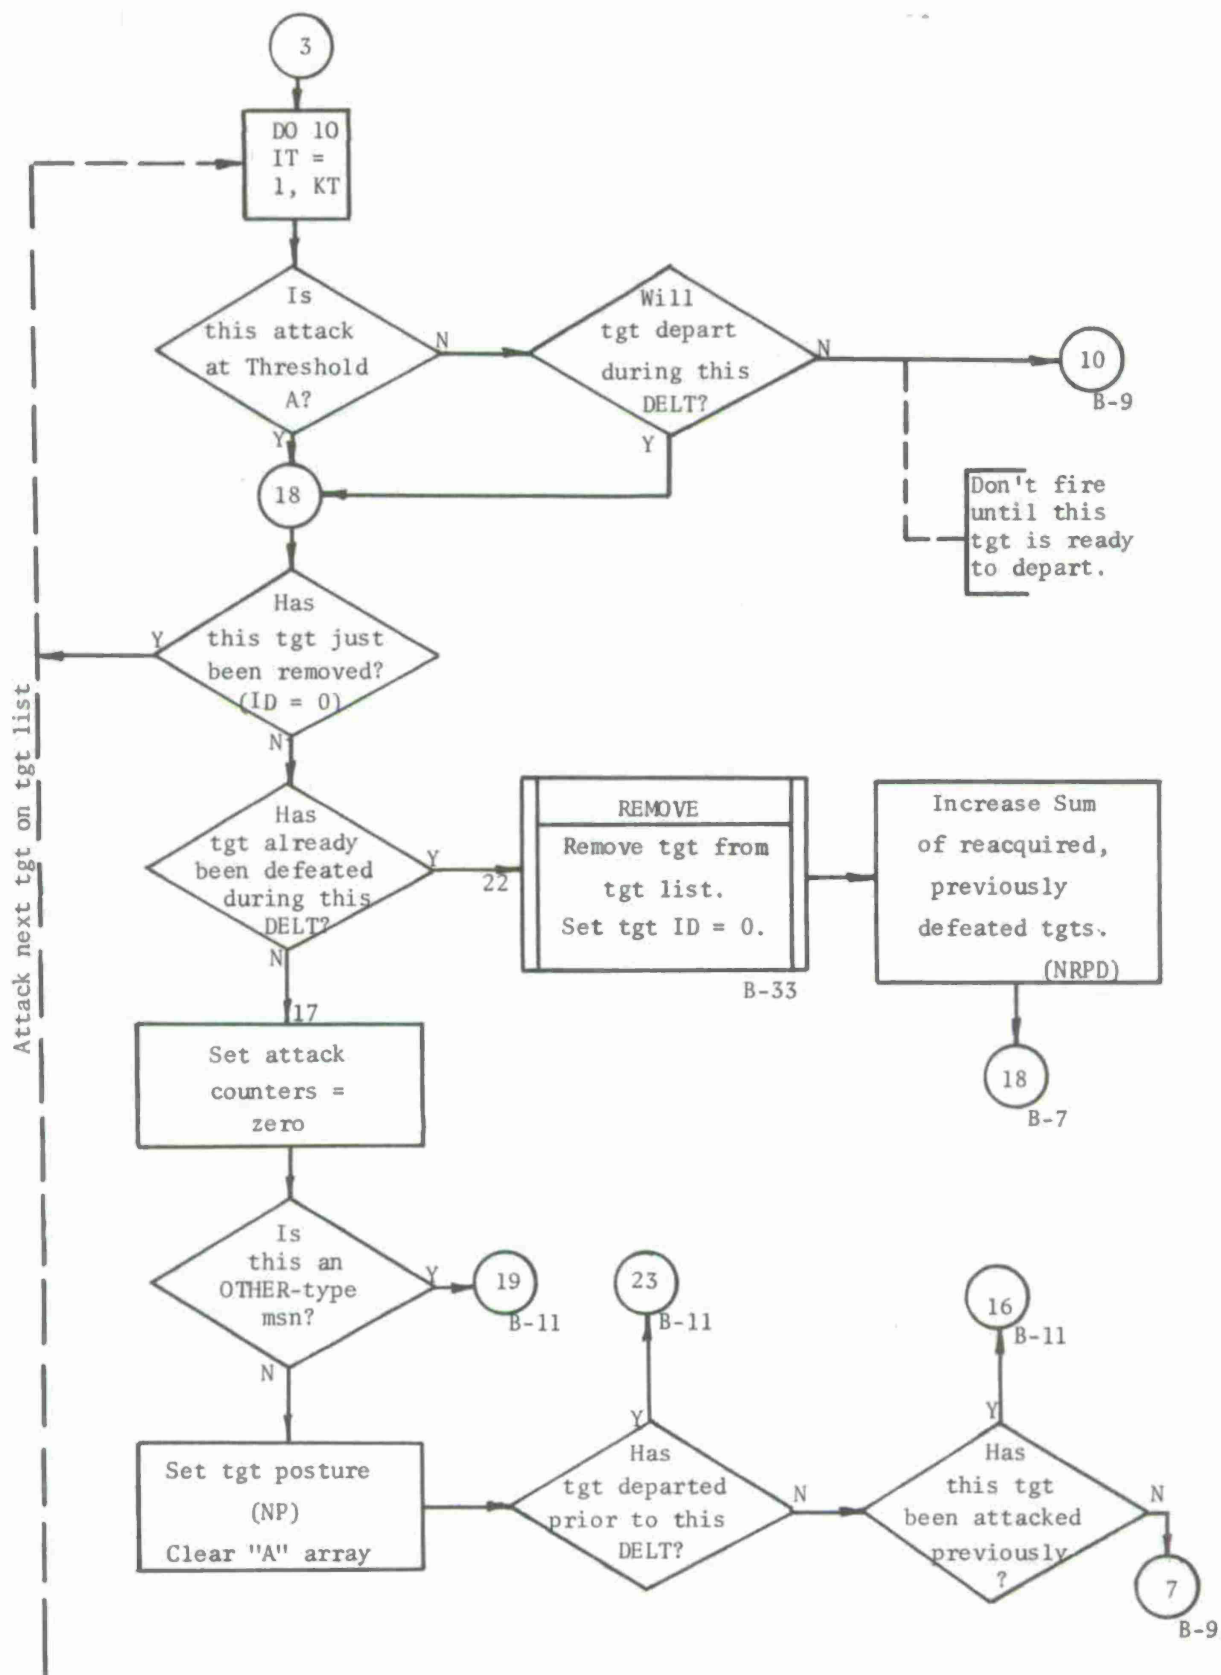 3
DO 10
IT =
1, KT
Is
this attack
at Threshold
A?
N
Y
Will
tgt depart
during this
DELT?
N
Y
10
B-9
Don't fire
until this
tgt is ready
to depart.
18
Has
this tgt just
been removed?
(ID = 0)
Y
N
Attack next tgt on tgt list
Has
tgt already
been defeated
during this
DELT?
Y
22
N
REMOVE
Remove tgt from
tgt list.
Set tgt ID = 0.
B-33
Increase Sum
of reacquired,
previously
defeated tgts.
(NRPD)
18
B-7
17
Set attack
counters =
zero
Is
this an
OTHER-type
msn?
Y
N
19
B-11
23
B-11
16
B-11
Set tgt posture
(NP)
Clear "A" array
Y
Has
tgt departed
prior to this
DELT?
N
Y
Has
this tgt
been attacked
previously
?
N
7
B-9